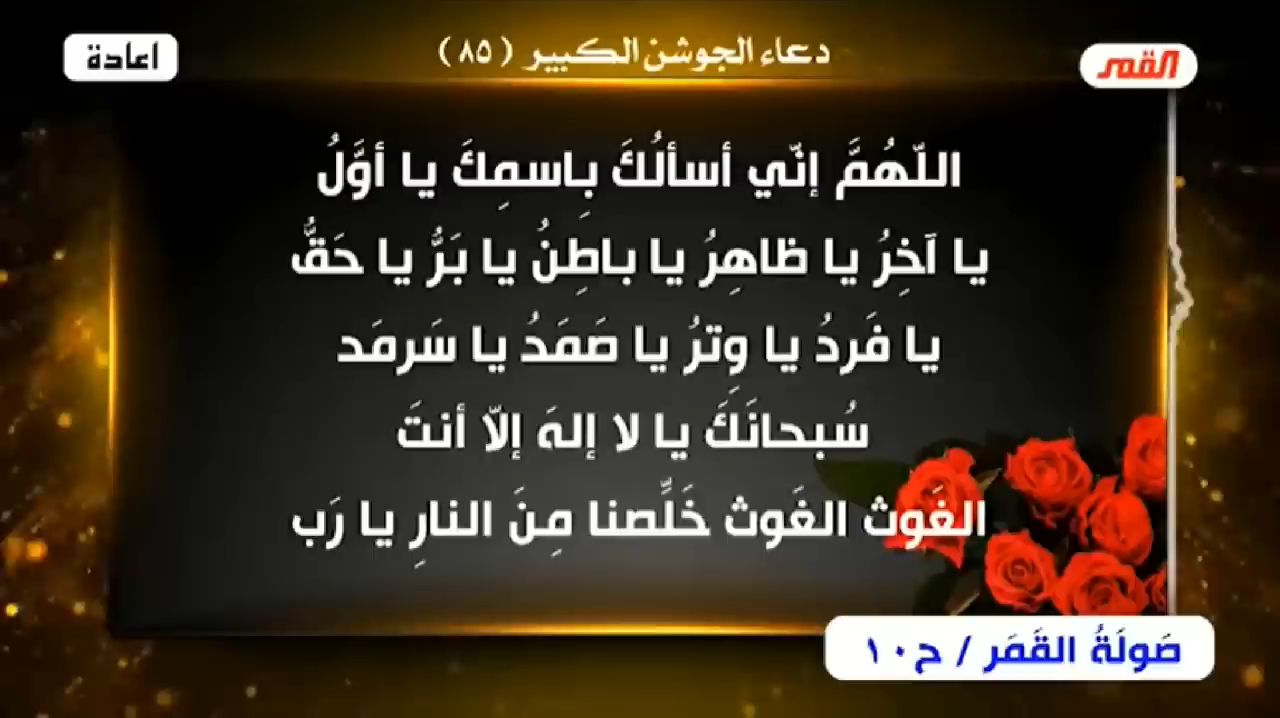 اعادة
دعاء الجوشن الكبير (٨٥)
القمر
اللّهُمَّ إنّي أسألُكَ بِاسمِكَ يا أوَّلُ
يا آخِرُ يا ظاهِرُ يا باطِنُ يا بَرُّ يا حَقُّ
يا فَردُ يا وِترُ يا صَمَدُ يا سَرمَد
سُبحانَكَ يا لا إلهَ إلاّ أنتَ
الغَوث الغَوث خَلِّصنا مِنَ النارِ يا رَب
صَولَةُ القَمَر / ح١٠